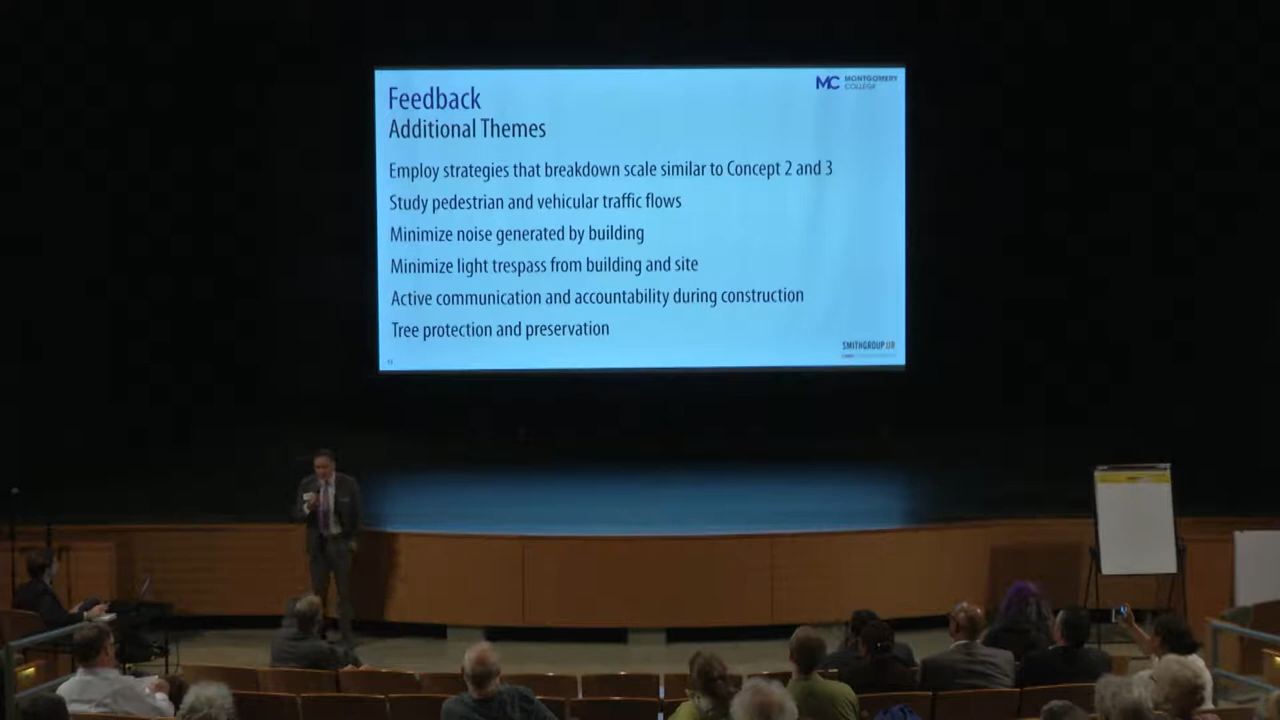 MC MONTGOMERY
COLLEGE
Feedback
Additional Themes
Employ strategies that breakdown scale similar to Concept 2 and 3
Study pedestrian and vehicular traffic flows
Minimize noise generated by building
Minimize light trespass from building and site
Active communication and accountability during construction
Tree protection and preservation
SMITHGROUPJJR